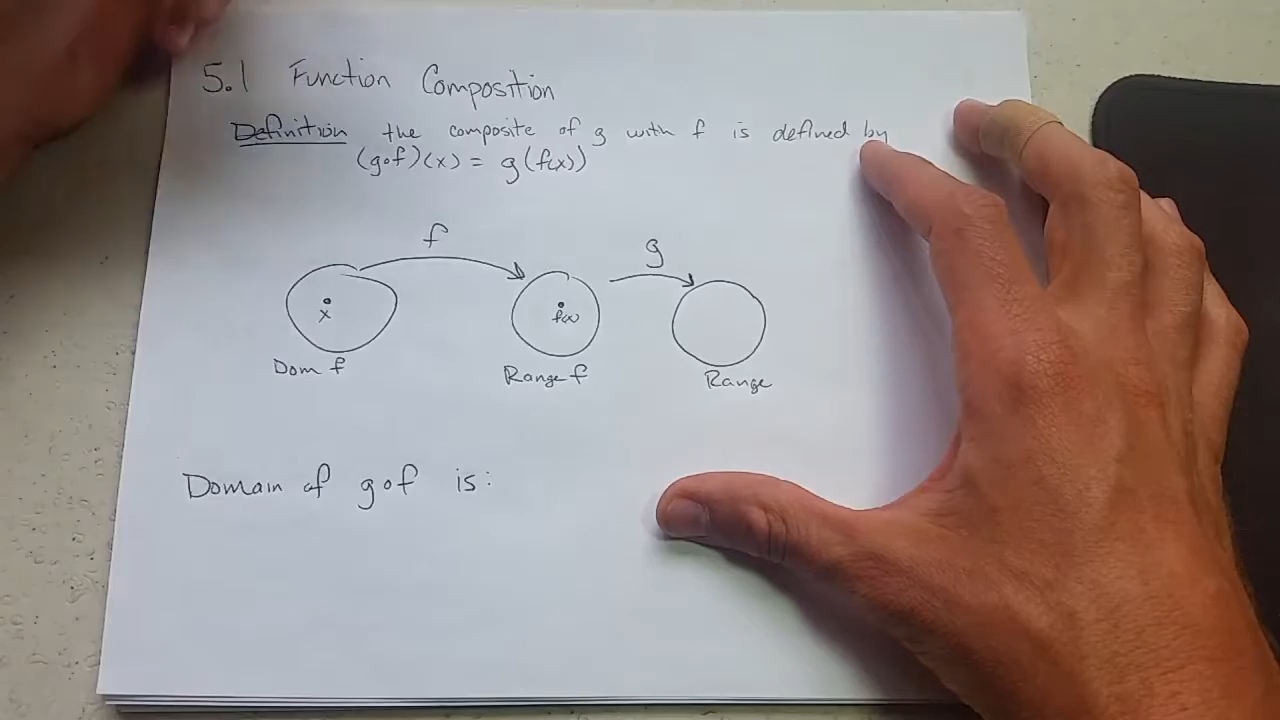 5.1 Function Composition
Definition the composite of g with f is defined by
(g∘f)(x) = g(f(x))
f
g
x
f(x)
Dom f
Range f
Range
Domain of g∘f is: